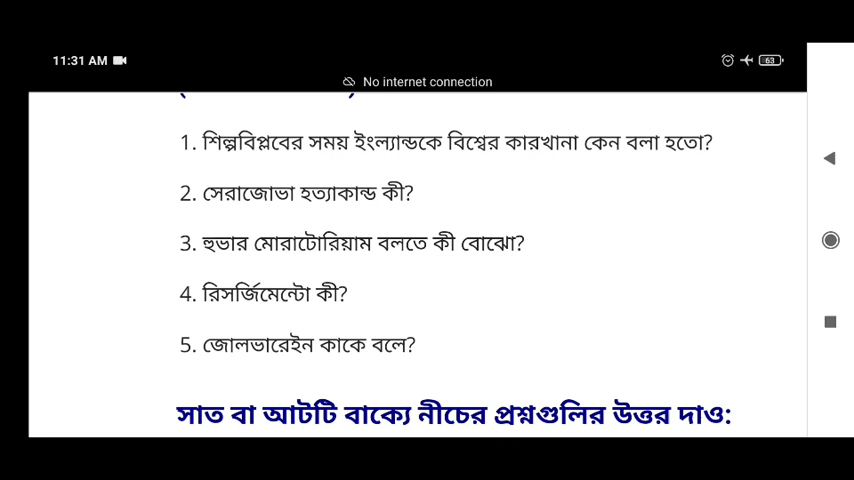 11:31 AM
63
No internet connection
1. শিল্পবিপ্লবের সময় ইংল্যান্ডকে বিশ্বের কারখানা কেন বলা হতো?
2. সেরাজোভা হত্যাকান্ড কী?
3. হুভার মোরাটোরিয়াম বলতে কী বোঝো?
4. রিসর্জিমেন্টো কী?
5. জোলভারেইন কাকে বলে?
সাত বা আটটি বাক্যে নীচের প্রশ্নগুলির উত্তর দাও: